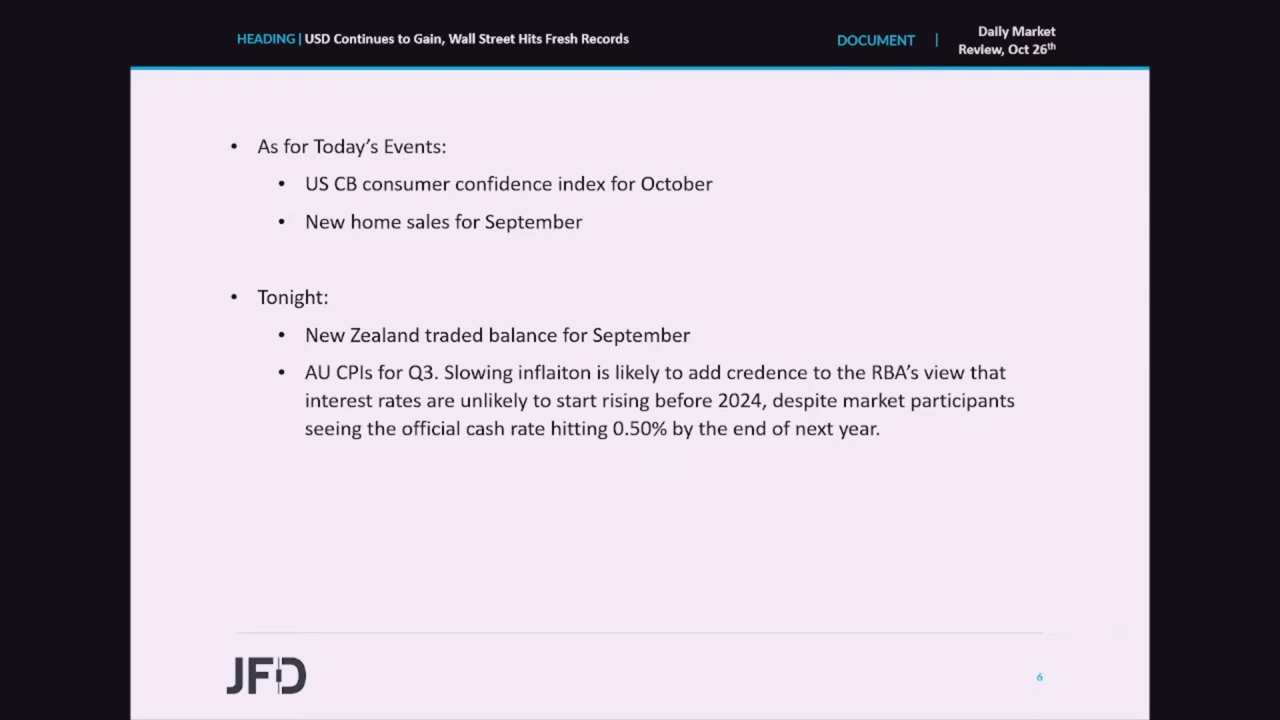 HEADING | USD Continues to Gain, Wall Street Hits Fresh Records
DOCUMENT | Daily Market
Review, Oct 26th
• As for Today's Events:
• US CB consumer confidence index for October
• New home sales for September
• Tonight:
• New Zealand traded balance for September
• AU CPIs for Q3. Slowing inflaiton is likely to add credence to the RBA's view that
interest rates are unlikely to start rising before 2024, despite market participants
seeing the official cash rate hitting 0.50% by the end of next year.
JFD
6